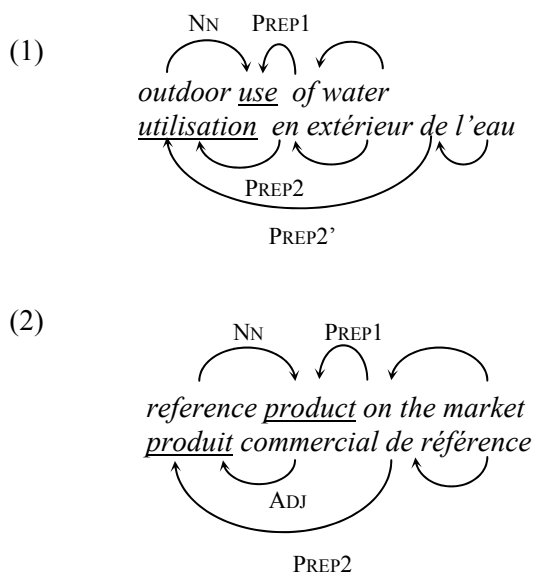 NN PREP1
(1)
outdoor use of water
utilisation en extérieur de l'eau
PREP2
PREP2'
(2)
NN PREP1
reference product on the market
produit commercial de référence
ADJ
PREP2